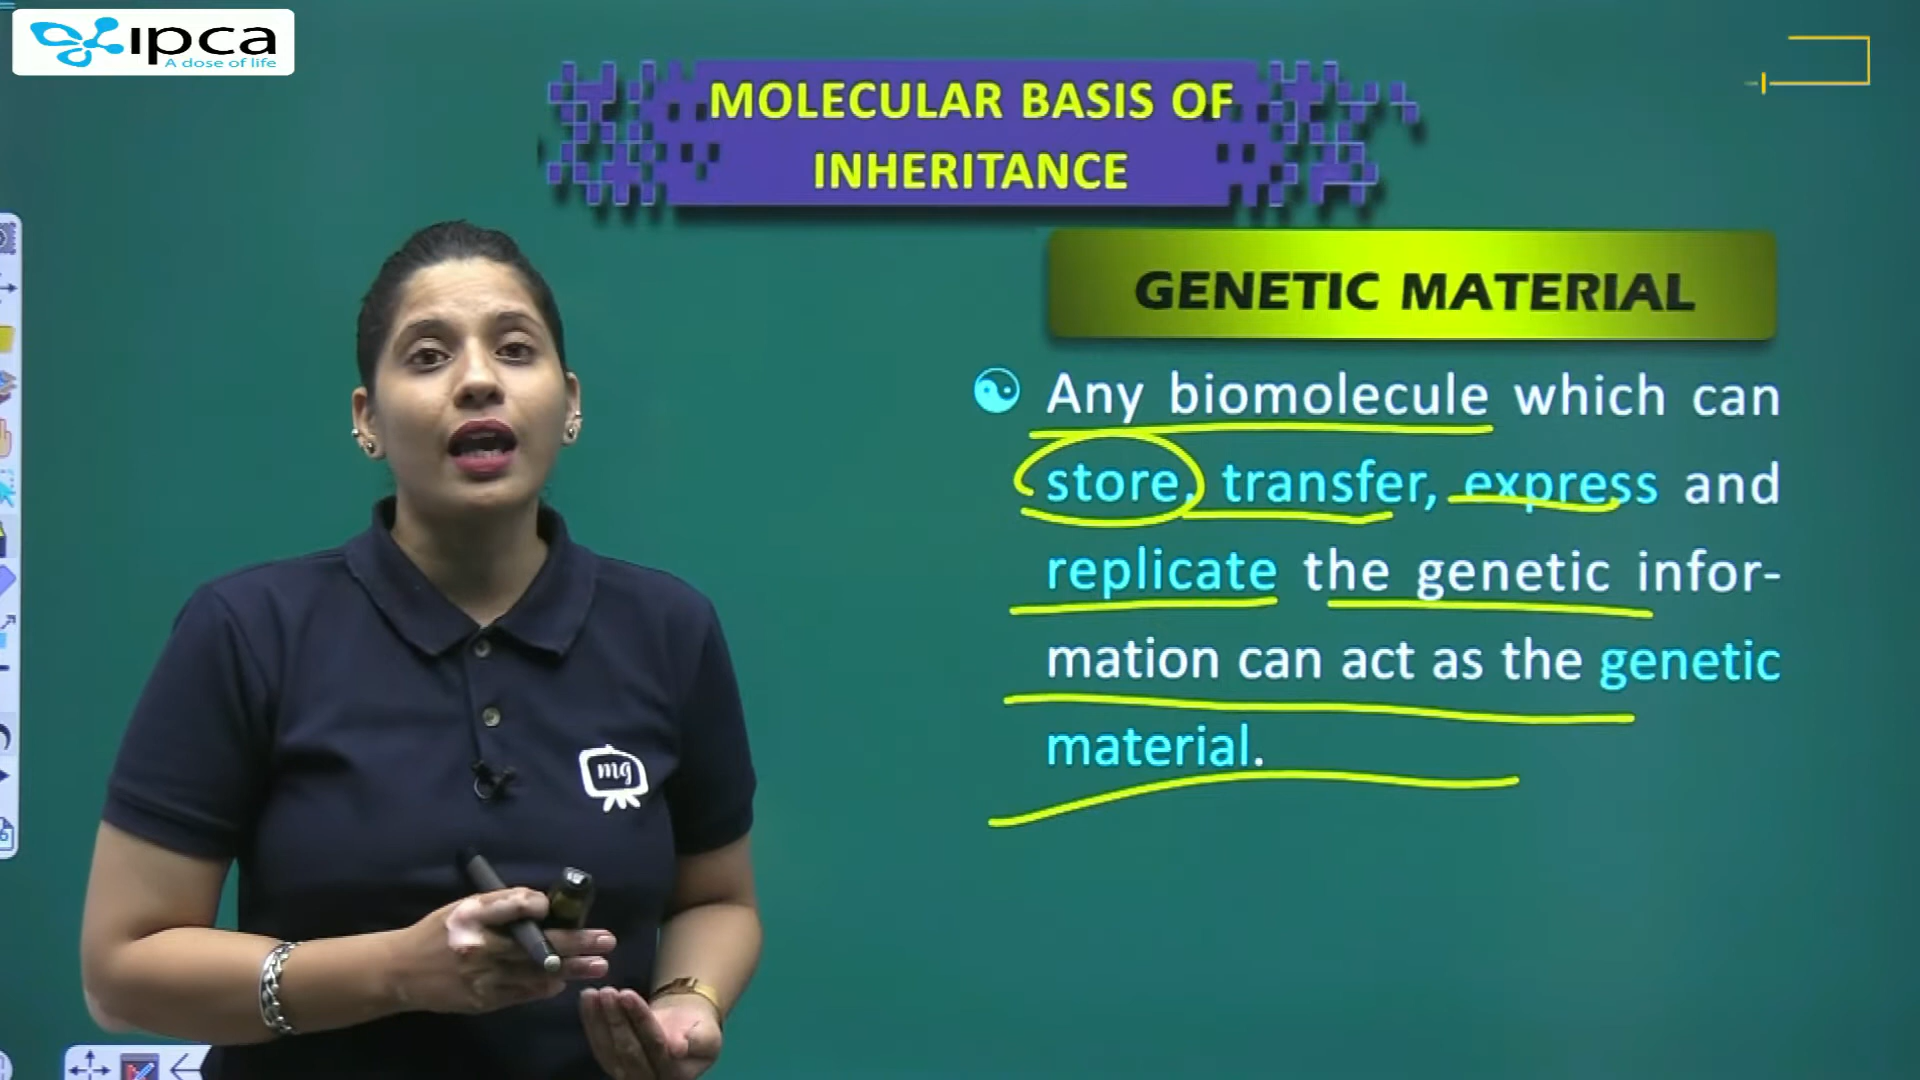 ipca
A dose of life
MOLECULAR BASIS OF
INHERITANCE
GENETIC MATERIAL
Any biomolecule which can
store, transfer, express and
replicate the genetic infor-
mation can act as the genetic
material.
mg